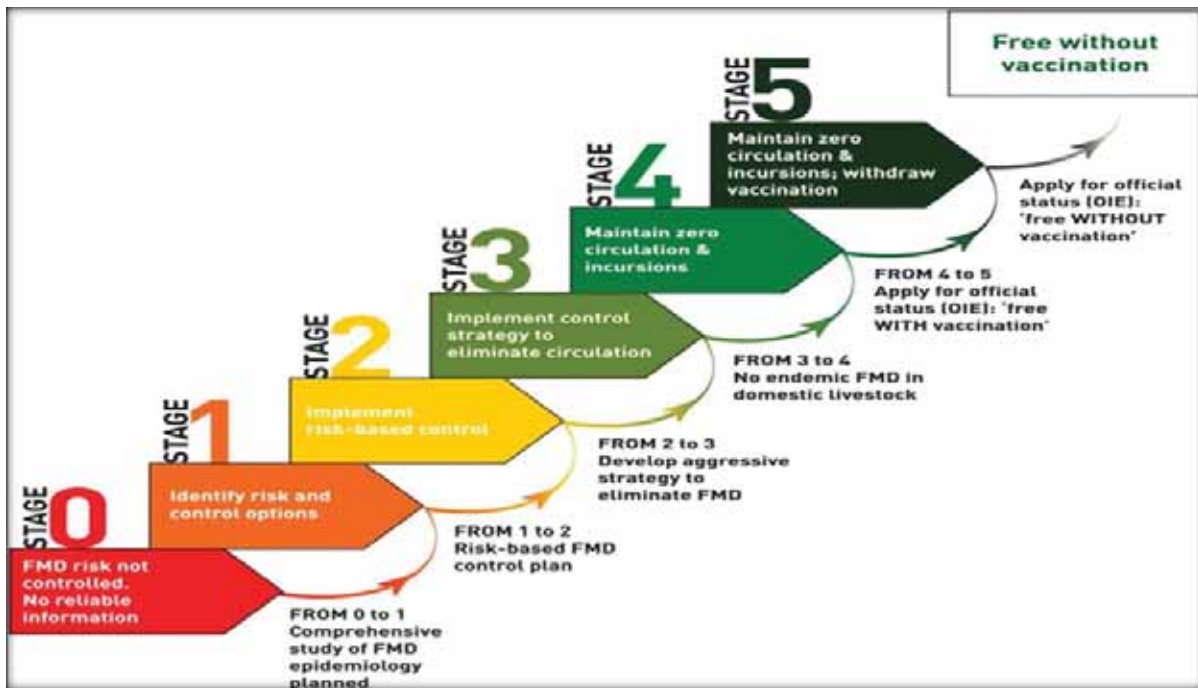 Free without
vaccination
STAGE 5
Maintain zero
circulation &
incursions; withdraw
vaccination
Apply for official
status (OIE):
‘free WITHOUT
vaccination’
STAGE 4
Maintain zero
circulation &
incursions
FROM 4 to 5
Apply for official
status (OIE): ‘free
WITH vaccination’
STAGE 3
Implement control
strategy to
eliminate circulation
FROM 3 to 4
No endemic FMD in
domestic livestock
STAGE 2
Implement
risk-based control
FROM 2 to 3
Develop aggressive
strategy to
eliminate FMD
STAGE 1
Identify risk and
control options
FROM 1 to 2
Risk-based FMD
control plan
STAGE 0
FMD risk not
controlled.
No reliable
information
FROM 0 to 1
Comprehensive
study of FMD
epidemiology
planned